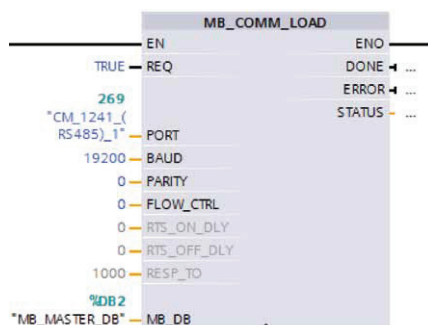 MB_COMM_LOAD
EN ENO
TRUE REQ DONE ...
ERROR ...
269
"CM_1241_( STATUS ...
RS485)_1" PORT
19200 BAUD
0 PARITY
0 FLOW_CTRL
0 RTS_ON_DLY
0 RTS_OFF_DLY
1000 RESP_TO
%DB2
"MB_MASTER_DB" MB_DB